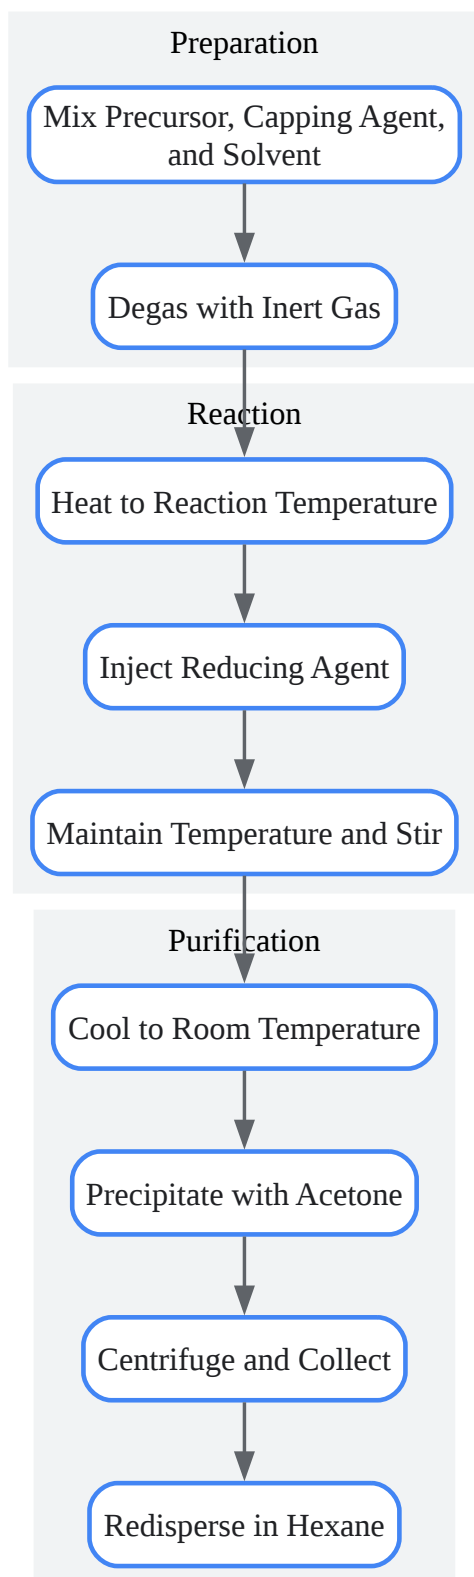 Preparation
Mix Precursor, Capping Agent,
and Solvent
Degas with Inert Gas
Reaction
Heat to Reaction Temperature
Inject Reducing Agent
Maintain Temperature and Stir
Purification
Cool to Room Temperature
Precipitate with Acetone
Centrifuge and Collect
Redisperse in Hexane